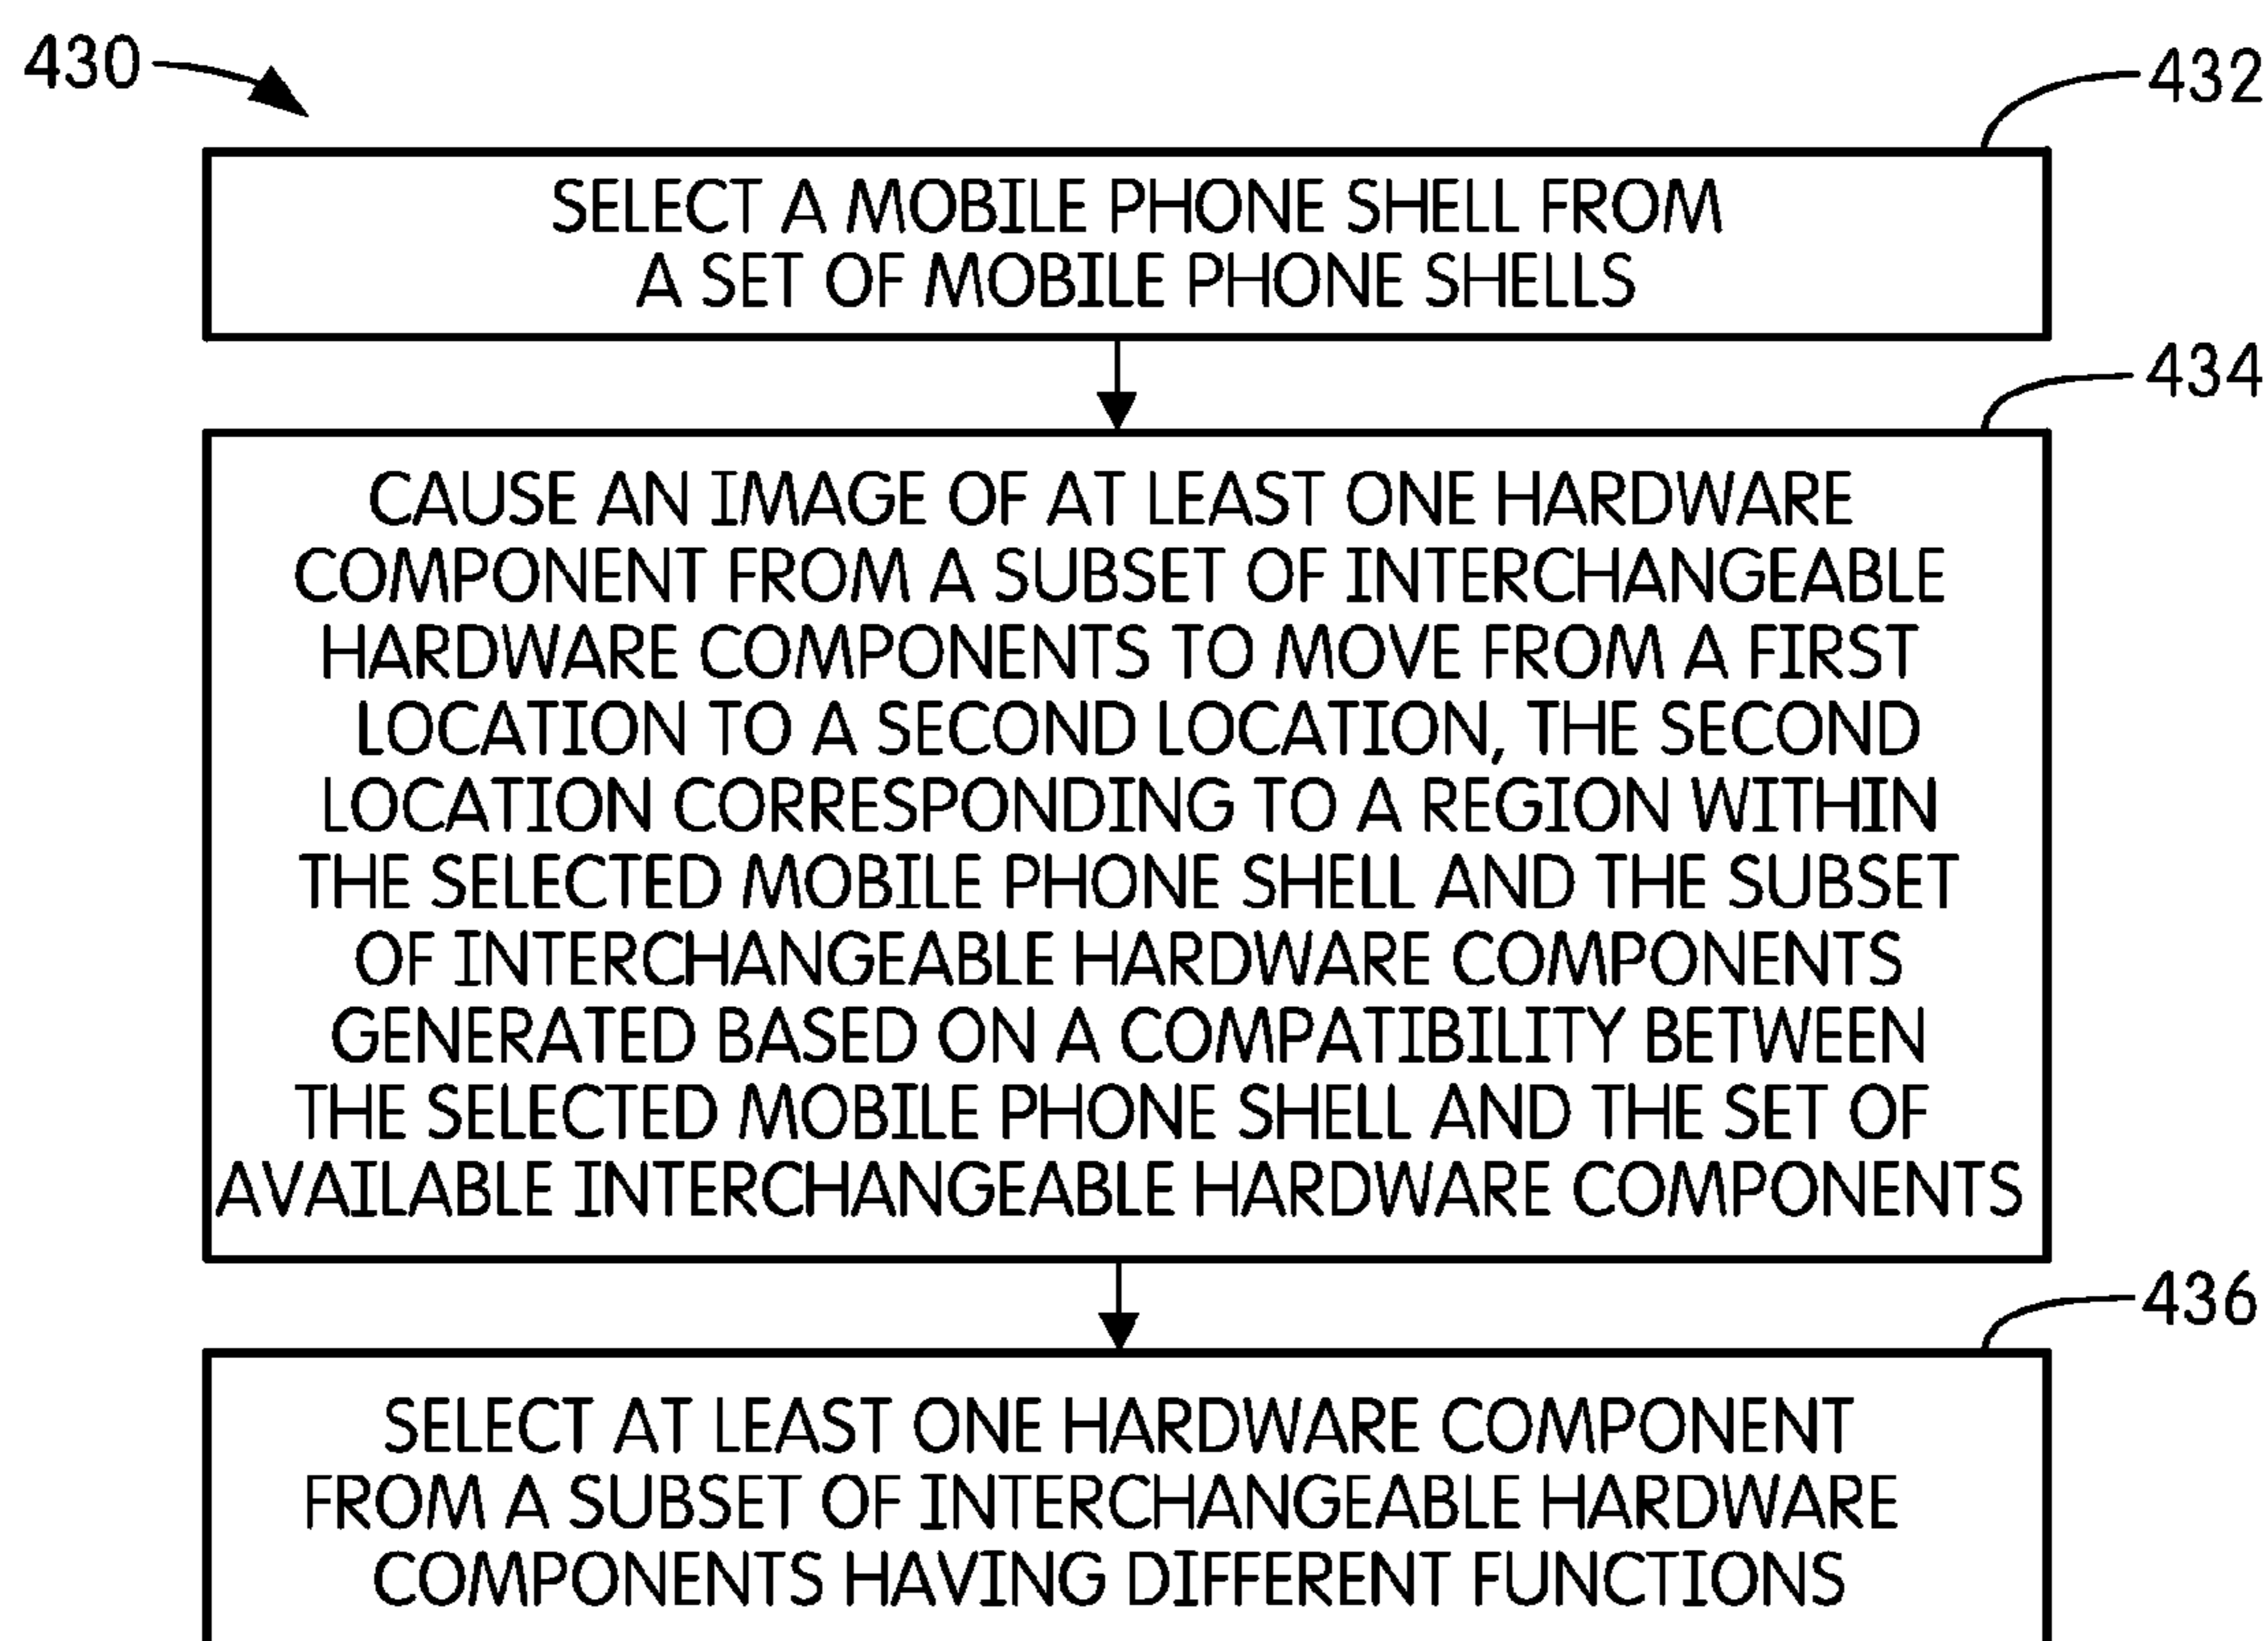 430
432
SELECT A MOBILE PHONE SHELL FROM
A SET OF MOBILE PHONE SHELLS
434
CAUSE AN IMAGE OF AT LEAST ONE HARDWARE
COMPONENT FROM A SUBSET OF INTERCHANGEABLE
HARDWARE COMPONENTS TO MOVE FROM A FIRST
LOCATION TO A SECOND LOCATION, THE SECOND
LOCATION CORRESPONDING TO A REGION WITHIN
THE SELECTED MOBILE PHONE SHELL AND THE SUBSET
OF INTERCHANGEABLE HARDWARE COMPONENTS
GENERATED BASED ON A COMPATIBILITY BETWEEN
THE SELECTED MOBILE PHONE SHELL AND THE SET OF
AVAILABLE INTERCHANGEABLE HARDWARE COMPONENTS
436
SELECT AT LEAST ONE HARDWARE COMPONENT
FROM A SUBSET OF INTERCHANGEABLE HARDWARE
COMPONENTS HAVING DIFFERENT FUNCTIONS